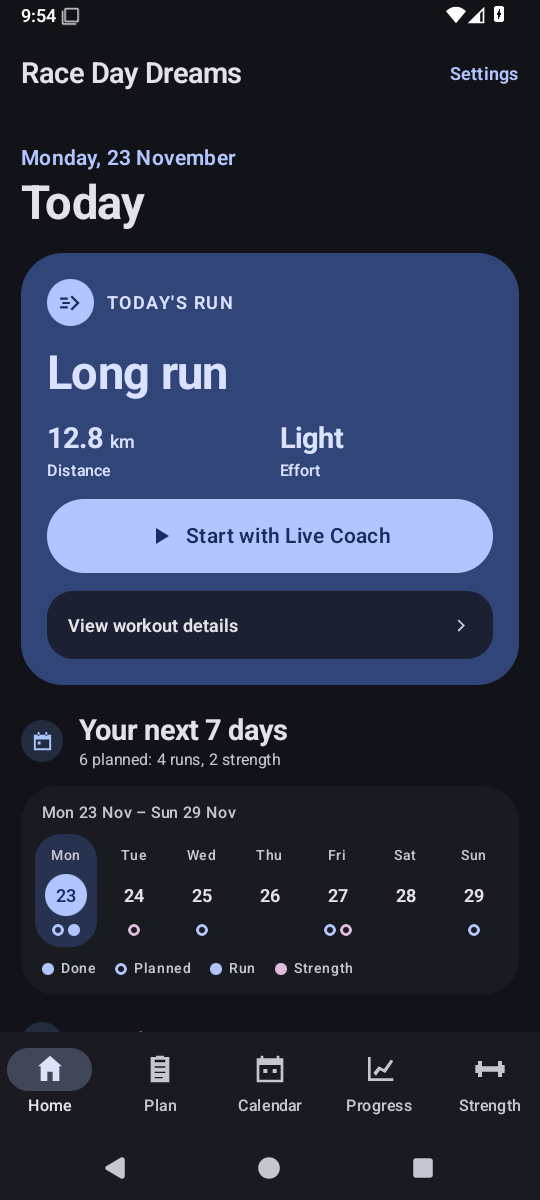 9:54
Race Day Dreams
Settings
Monday, 23 November
Today
TODAY'S RUN
Long run
12.8 km
Light
Distance
Effort
Start with Live Coach
View workout details
Your next 7 days
6 planned: 4 runs, 2 strength
Mon 23 Nov – Sun 29 Nov
Mon Tue Wed Thu Fri Sat Sun
23 24 25 26 27 28 29
Done Planned Run Strength
Home Plan Calendar Progress Strength